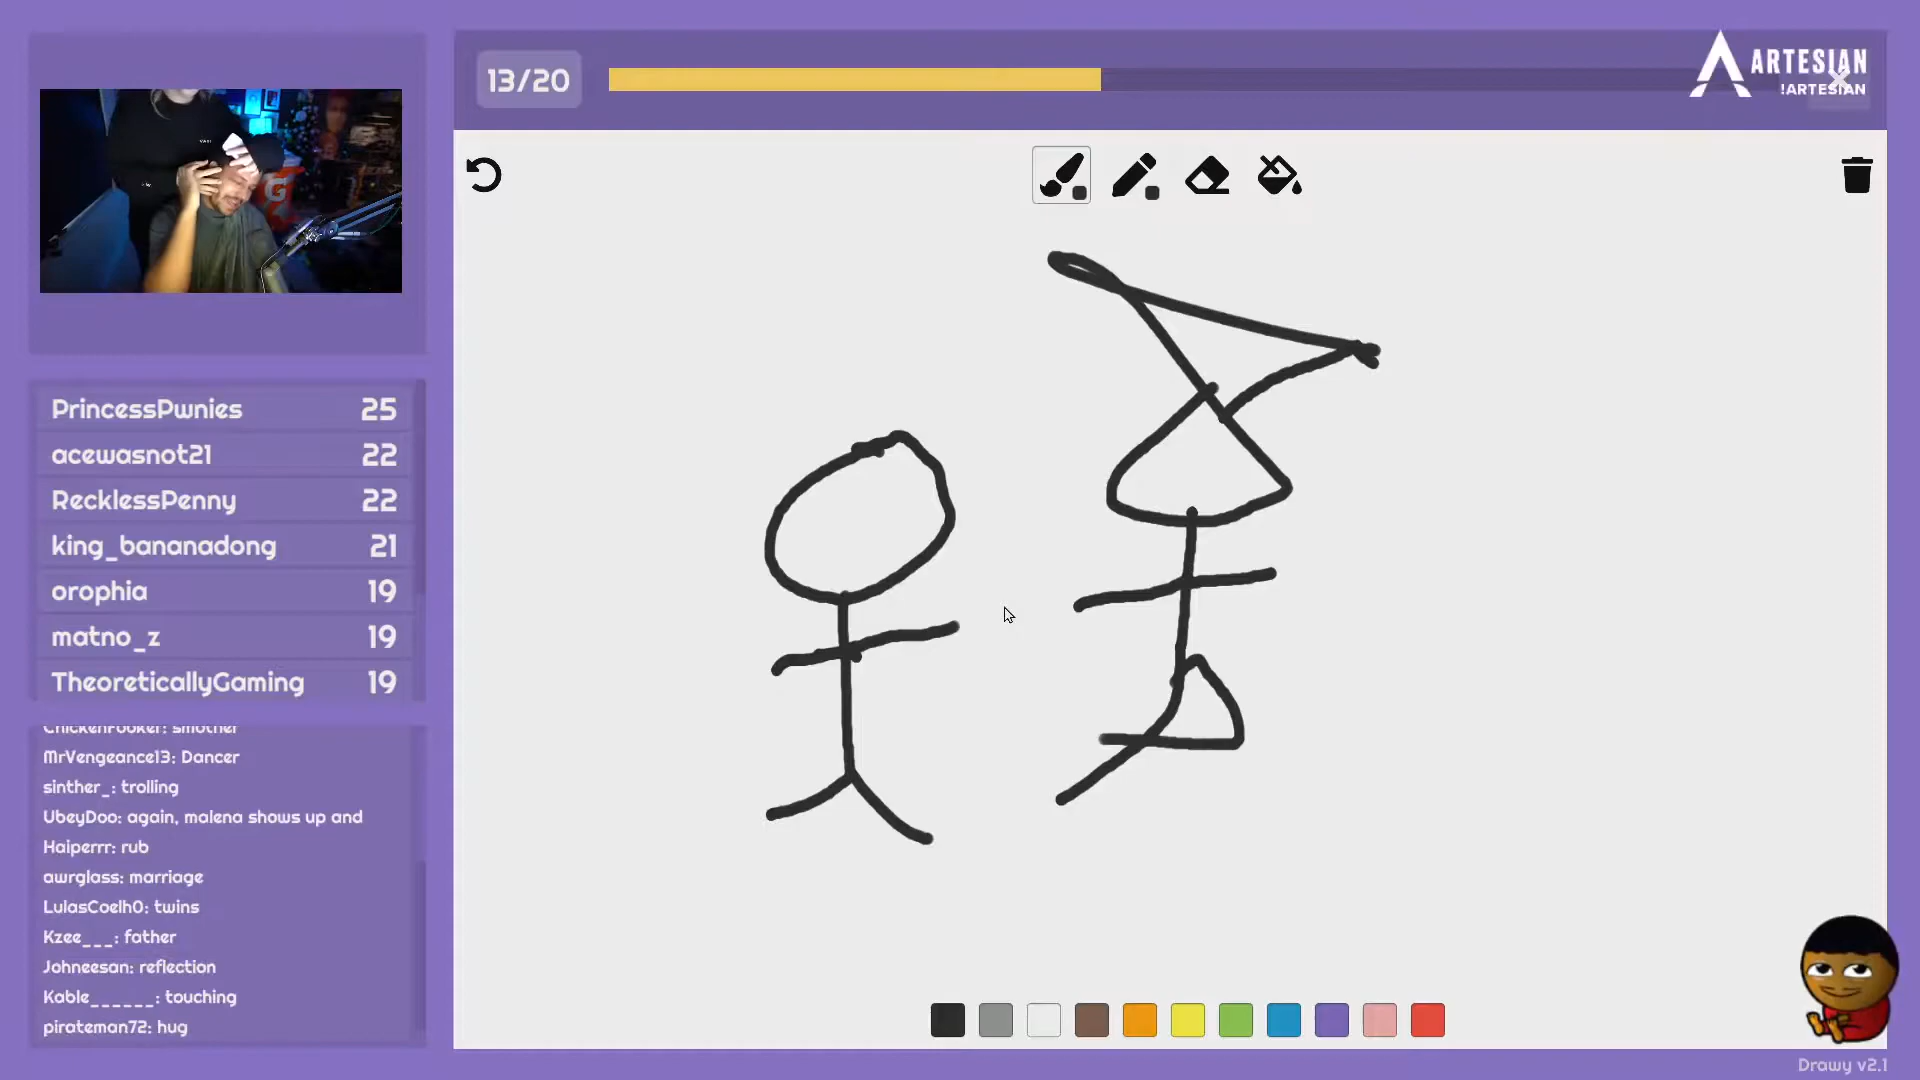 13/20
ARTESIAN
!ARTESIAN
PrincessPwnies 25
acewasnot21 22
RecklessPenny 22
king_bananadong 21
orophia 19
matno_z 19
TheoreticallyGaming 19
ChickenFooker: smother
MrVengeance13: Dancer
sinther_: trolling
UbeyDoo: again, malena shows up and
Haiperrr: rub
awrglass: marriage
LulasCoelh0: twins
Kzee___: father
Johneesan: reflection
Kable______: touching
pirateman72: hug
Drawy v2.1